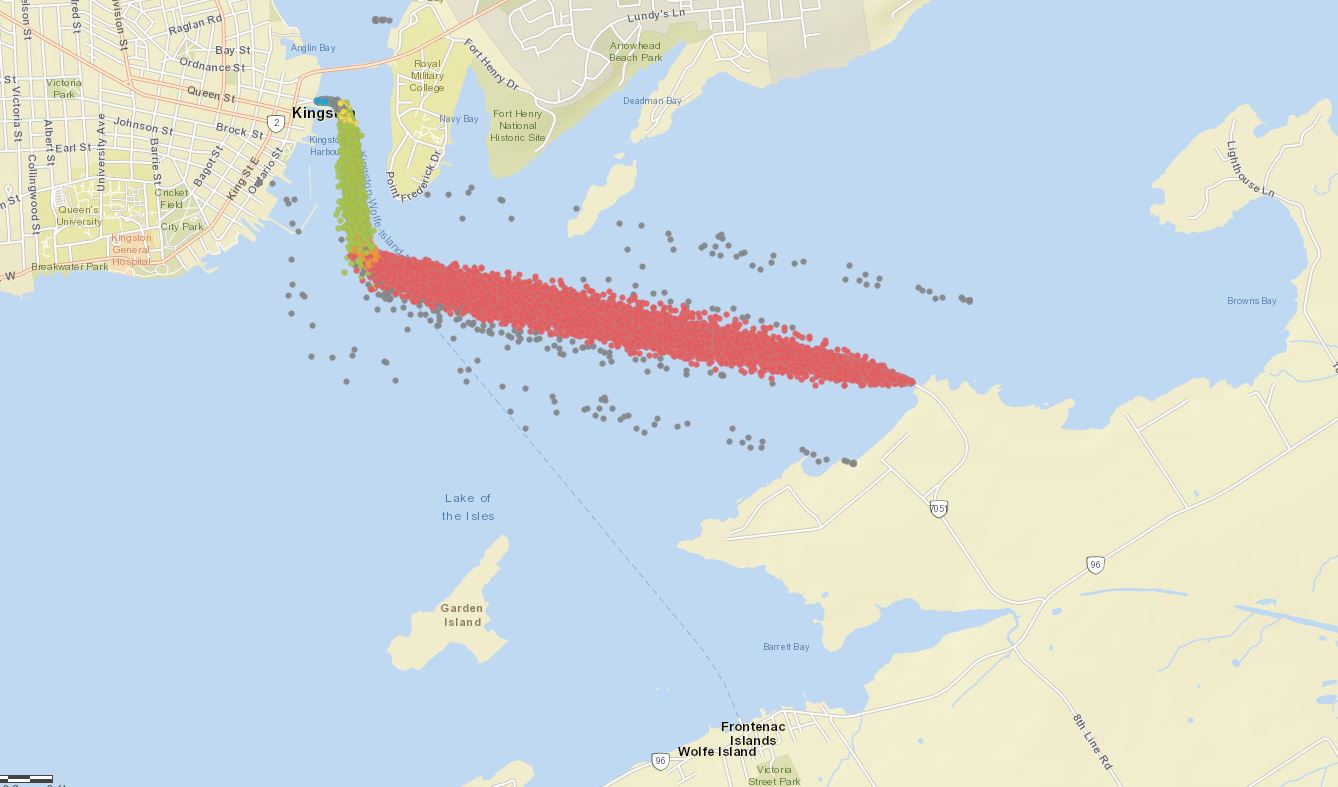 Raglan Rd
Bay St
Ordnance St
Queen St
Victoria
Park
Anglin Bay
Royal
Military
College
Fort Henry Dr
Lundy's Ln
Arrowhead
Beach Park
Deadman Bay
Navy Bay
Fort Henry
National
Historic Site
Kingston
2
Johnson St
Brock St
Earl St
Victoria St
Albert St
Collingwood St
University Ave
Barrie St
Bagot St
King St E
Ontario St
Division St
Kingston
Kingston-Wolfe Island
Point Frederick Dr
Cricket
Field
City Park
Queen's
University
Kingston
General
Hospital
Breakwater Park
W
Lighthouse Ln
Browns Bay
Lake of
the Isles
7051
96
Garden
Island
Barrett Bay
Frontenac
Islands
Wolfe Island
96
8th Line Rd
Victoria
Street Park